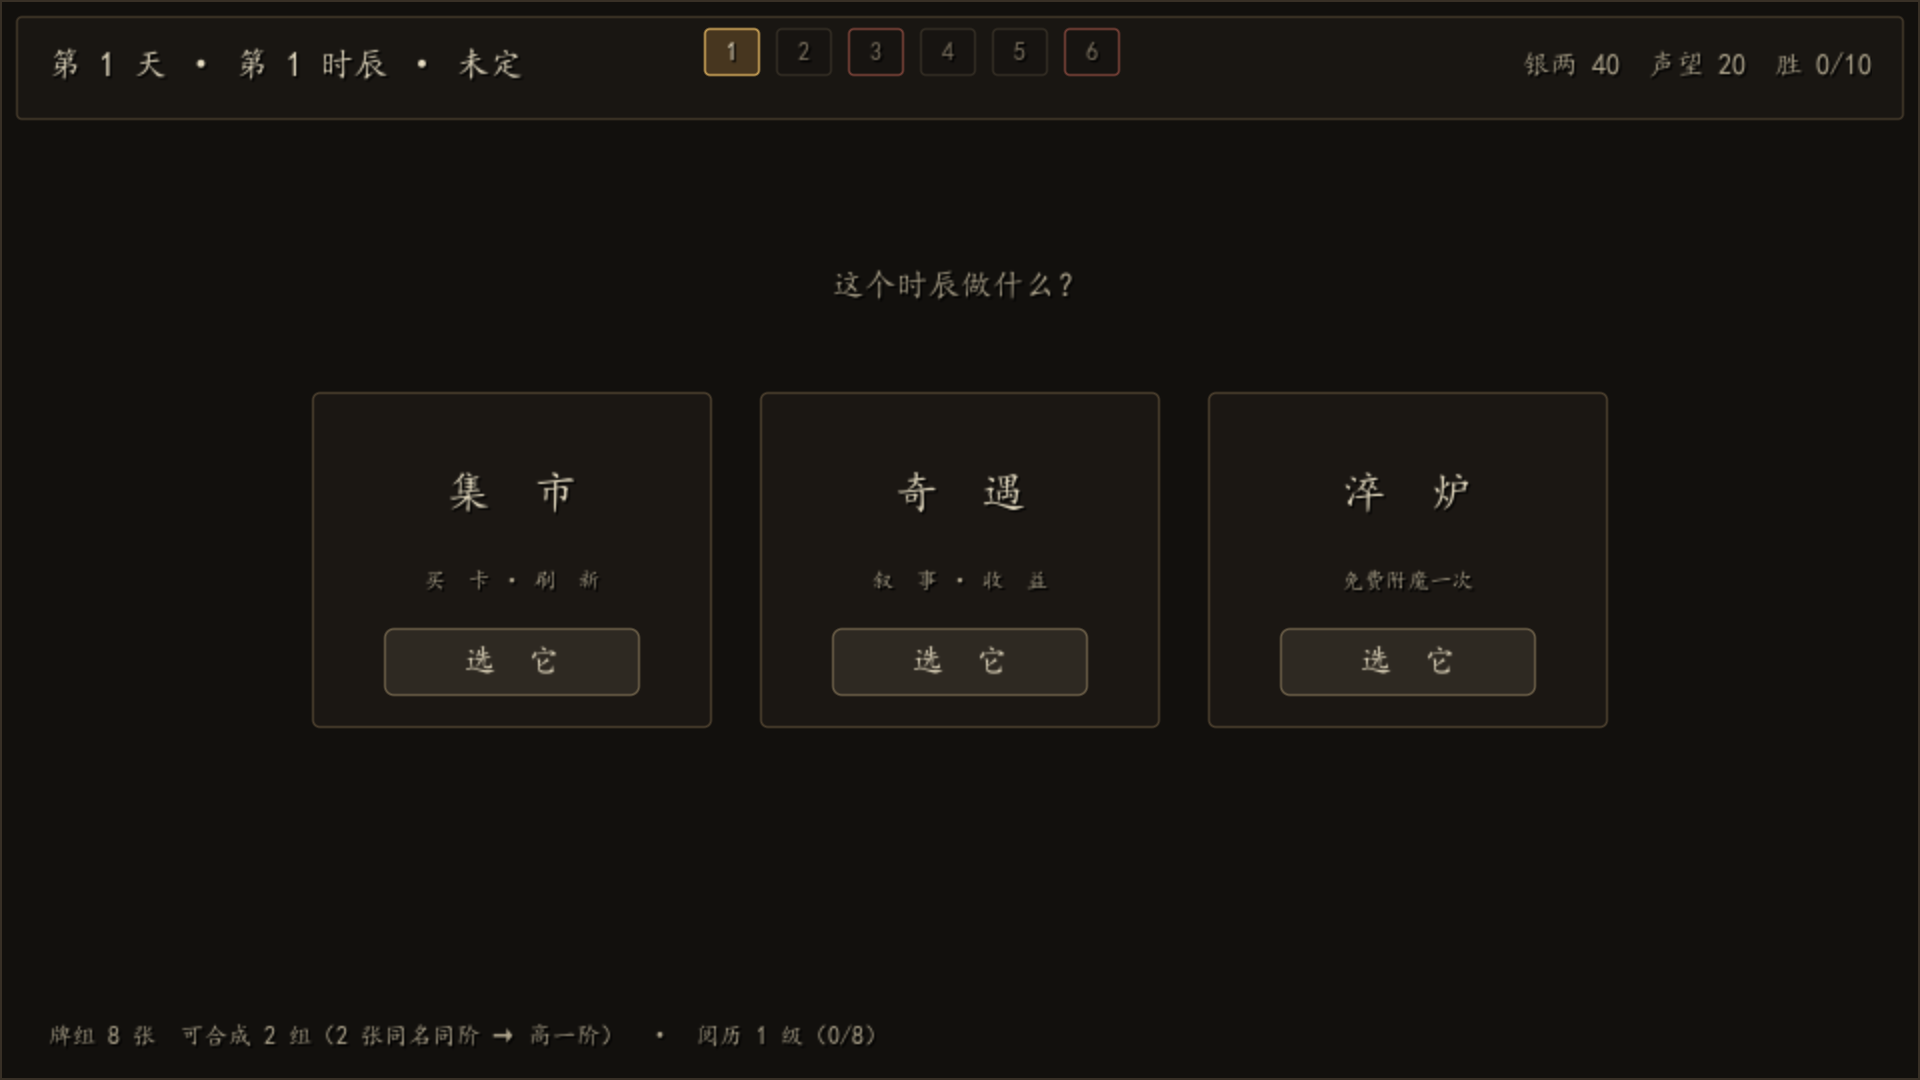 第 1 天 · 第 1 时辰 · 未定
1 2 3 4 5 6
银两 40 声望 20 胜 0/10
这个时辰做什么?
集 市
买 卡 · 刷 新
选 它
奇 遇
叙 事 · 收 益
选 它
淬 炉
免费附魔一次
选 它
牌组 8 张 可合成 2 组(2 张同名同阶 → 高一阶) · 阅历 1 级(0/8)